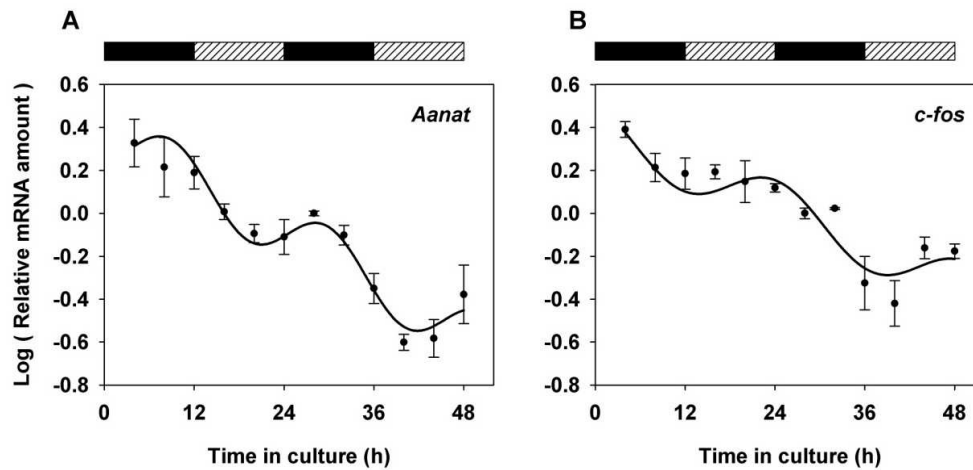 A
B
Aanat
c-fos
Log ( Relative mRNA amount )
0.6
0.4
0.2
0.0
-0.2
-0.4
-0.6
-0.8
0 12 24 36 48
Time in culture (h)
0.6
0.4
0.2
0.0
-0.2
-0.4
-0.6
-0.8
0 12 24 36 48
Time in culture (h)